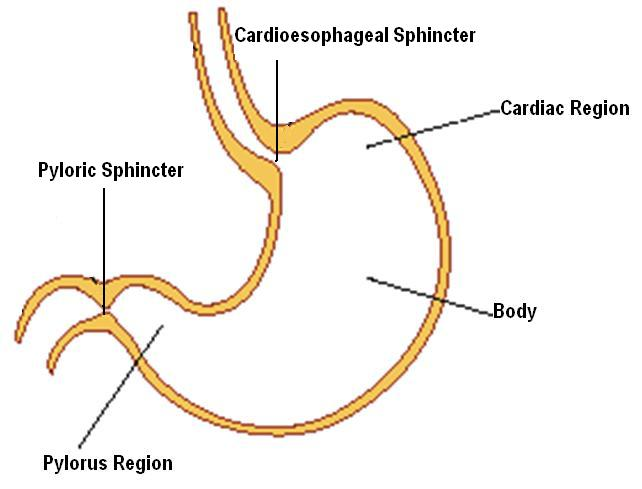 Cardioesophageal Sphincter
Cardiac Region
Pyloric Sphincter
Body
Pylorus Region